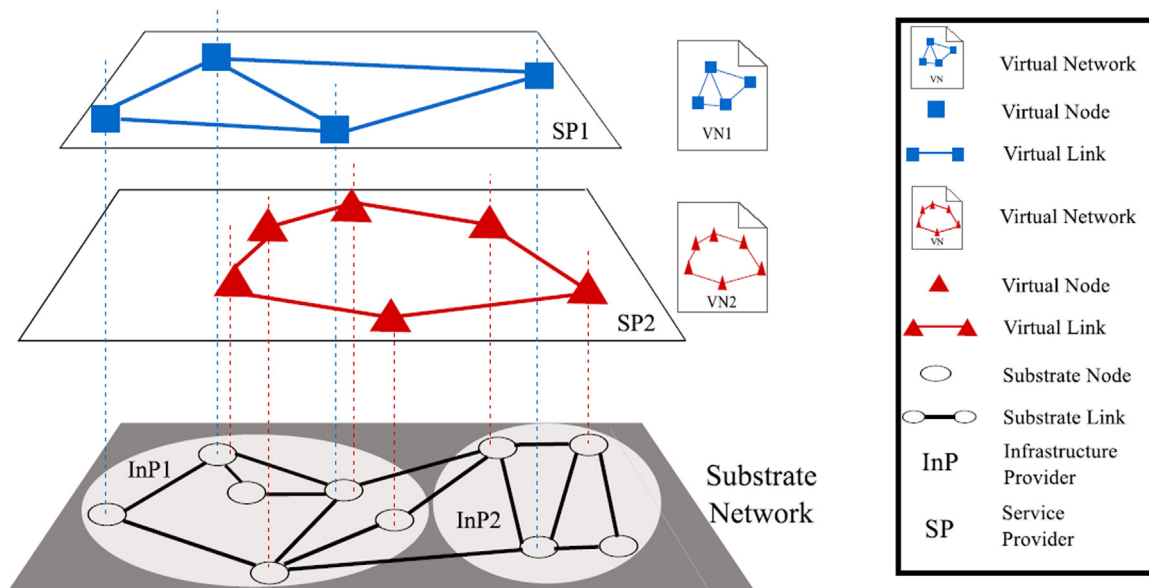 SP1
VN1
SP2
VN2
InP1
InP2
Substrate
Network
VN
Virtual Network
Virtual Node
Virtual Link
VN
Virtual Network
Virtual Node
Virtual Link
Substrate Node
Substrate Link
InP
Infrastructure
Provider
SP
Service
Provider